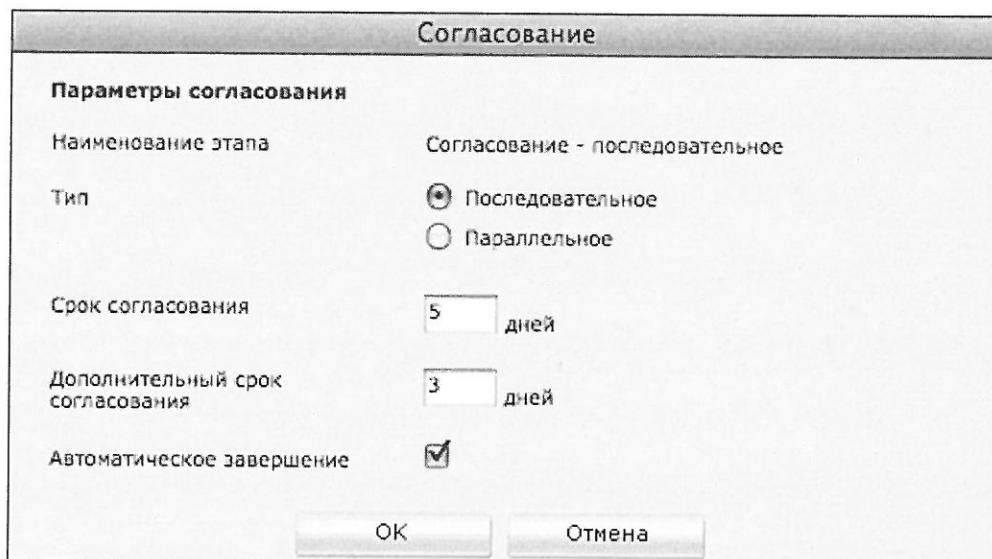 Согласование
Параметры согласования
Наименование этапа Согласование - последовательное
Тип Последовательное
Параллельное
Срок согласования 5 дней
Дополнительный срок
согласования 3 дней
Автоматическое завершение
ОК Отмена